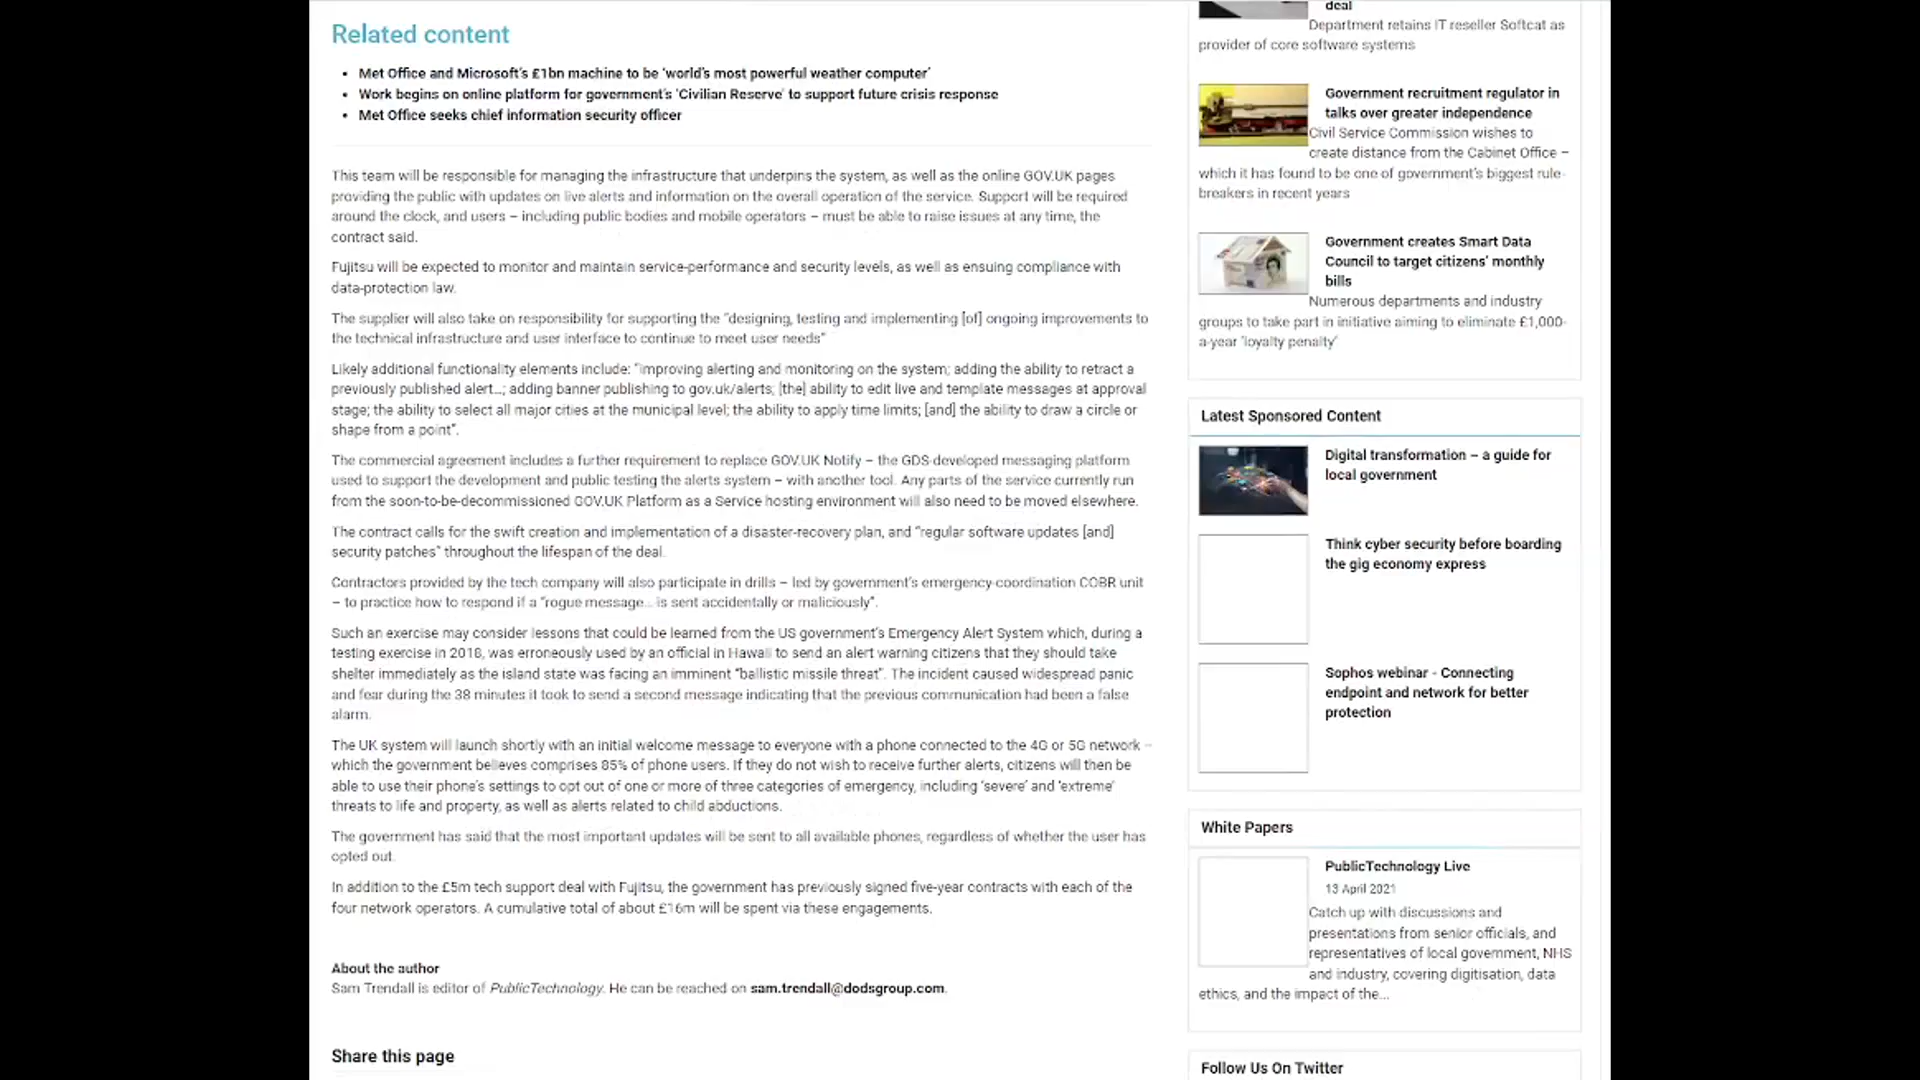 Related content
• Met Office and Microsoft's £1bn machine to be 'world's most powerful weather computer'
• Work begins on online platform for government's 'Civilian Reserve' to support future crisis response
• Met Office seeks chief information security officer
This team will be responsible for managing the infrastructure that underpins the system, as well as the online GOV.UK pages
providing the public with updates on live alerts and information on the overall operation of the service. Support will be required
around the clock, and users – including public bodies and mobile operators – must be able to raise issues at any time, the
contract said.
Fujitsu will be expected to monitor and maintain service-performance and security levels, as well as ensuing compliance with
data-protection law.
The supplier will also take on responsibility for supporting the "designing, testing and implementing [of] ongoing improvements to
the technical infrastructure and user interface to continue to meet user needs"
Likely additional functionality elements include: "improving alerting and monitoring on the system; adding the ability to retract a
previously published alert…; adding banner publishing to gov.uk/alerts; [the] ability to edit live and template messages at approval
stage; the ability to select all major cities at the municipal level; the ability to apply time limits; [and] the ability to draw a circle or
shape from a point".
The commercial agreement includes a further requirement to replace GOV.UK Notify – the GDS-developed messaging platform
used to support the development and public testing the alerts system – with another tool. Any parts of the service currently run
from the soon-to-be-decommissioned GOV.UK Platform as a Service hosting environment will also need to be moved elsewhere.
The contract calls for the swift creation and implementation of a disaster-recovery plan, and "regular software updates [and]
security patches" throughout the lifespan of the deal.
Contractors provided by the tech company will also participate in drills – led by government's emergency-coordination COBR unit
– to practice how to respond if a "rogue message… is sent accidentally or maliciously".
Such an exercise may consider lessons that could be learned from the US government's Emergency Alert System which, during a
testing exercise in 2018, was erroneously used by an official in Hawaii to send an alert warning citizens that they should take
shelter immediately as the island state was facing an imminent "ballistic missile threat". The incident caused widespread panic
and fear during the 38 minutes it took to send a second message indicating that the previous communication had been a false
alarm.
The UK system will launch shortly with an initial welcome message to everyone with a phone connected to the 4G or 5G network –
which the government believes comprises 85% of phone users. If they do not wish to receive further alerts, citizens will then be
able to use their phone's settings to opt out of one or more of three categories of emergency, including 'severe' and 'extreme'
threats to life and property, as well as alerts related to child abductions.
The government has said that the most important updates will be sent to all available phones, regardless of whether the user has
opted out.
In addition to the £5m tech support deal with Fujitsu, the government has previously signed five-year contracts with each of the
four network operators. A cumulative total of about £16m will be spent via these engagements.
About the author
Sam Trendall is editor of PublicTechnology. He can be reached on sam.trendall@dodsgroup.com.
Share this page
deal
Department retains IT reseller Softcat as
provider of core software systems
Government recruitment regulator in
talks over greater independence
Civil Service Commission wishes to
create distance from the Cabinet Office –
which it has found to be one of government's biggest rule-
breakers in recent years
Government creates Smart Data
Council to target citizens' monthly
bills
Numerous departments and industry
groups to take part in initiative aiming to eliminate £1,000-
a-year 'loyalty penalty'
Latest Sponsored Content
Digital transformation – a guide for
local government
Think cyber security before boarding
the gig economy express
Sophos webinar - Connecting
endpoint and network for better
protection
White Papers
PublicTechnology Live
13 April 2021
Catch up with discussions and
presentations from senior officials, and
representatives of local government, NHS
and industry, covering digitisation, data
ethics, and the impact of the...
Follow Us On Twitter